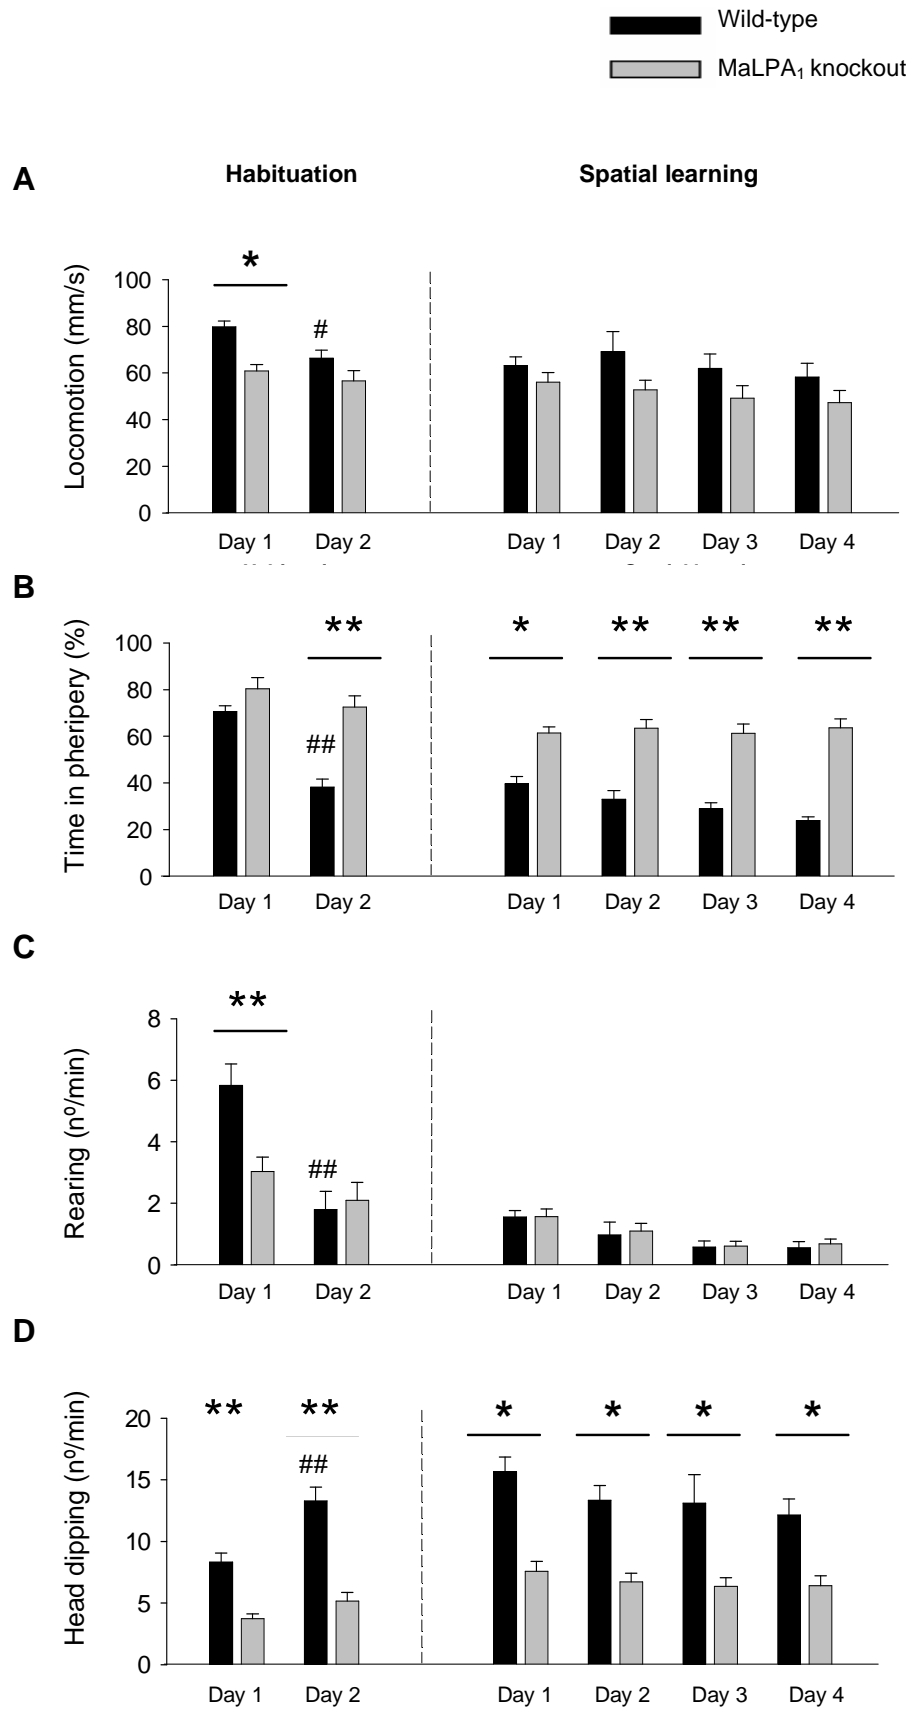 Wild-type
MaLPA₁ knockout
A
Habituation
Spatial learning
Locomotion (mm/s)
100
80
60
40
20
0
*
#
Day 1
Day 2
Day 1
Day 2
Day 3
Day 4
B
Time in pheripery (%)
100
80
60
40
20
0
**
##
*
**
**
**
Day 1
Day 2
Day 1
Day 2
Day 3
Day 4
C
Rearing (nº/min)
8
6
4
2
0
**
##
Day 1
Day 2
Day 1
Day 2
Day 3
Day 4
D
Head dipping (nº/min)
20
15
10
5
0
**
**
##
*
*
*
*
Day 1
Day 2
Day 1
Day 2
Day 3
Day 4